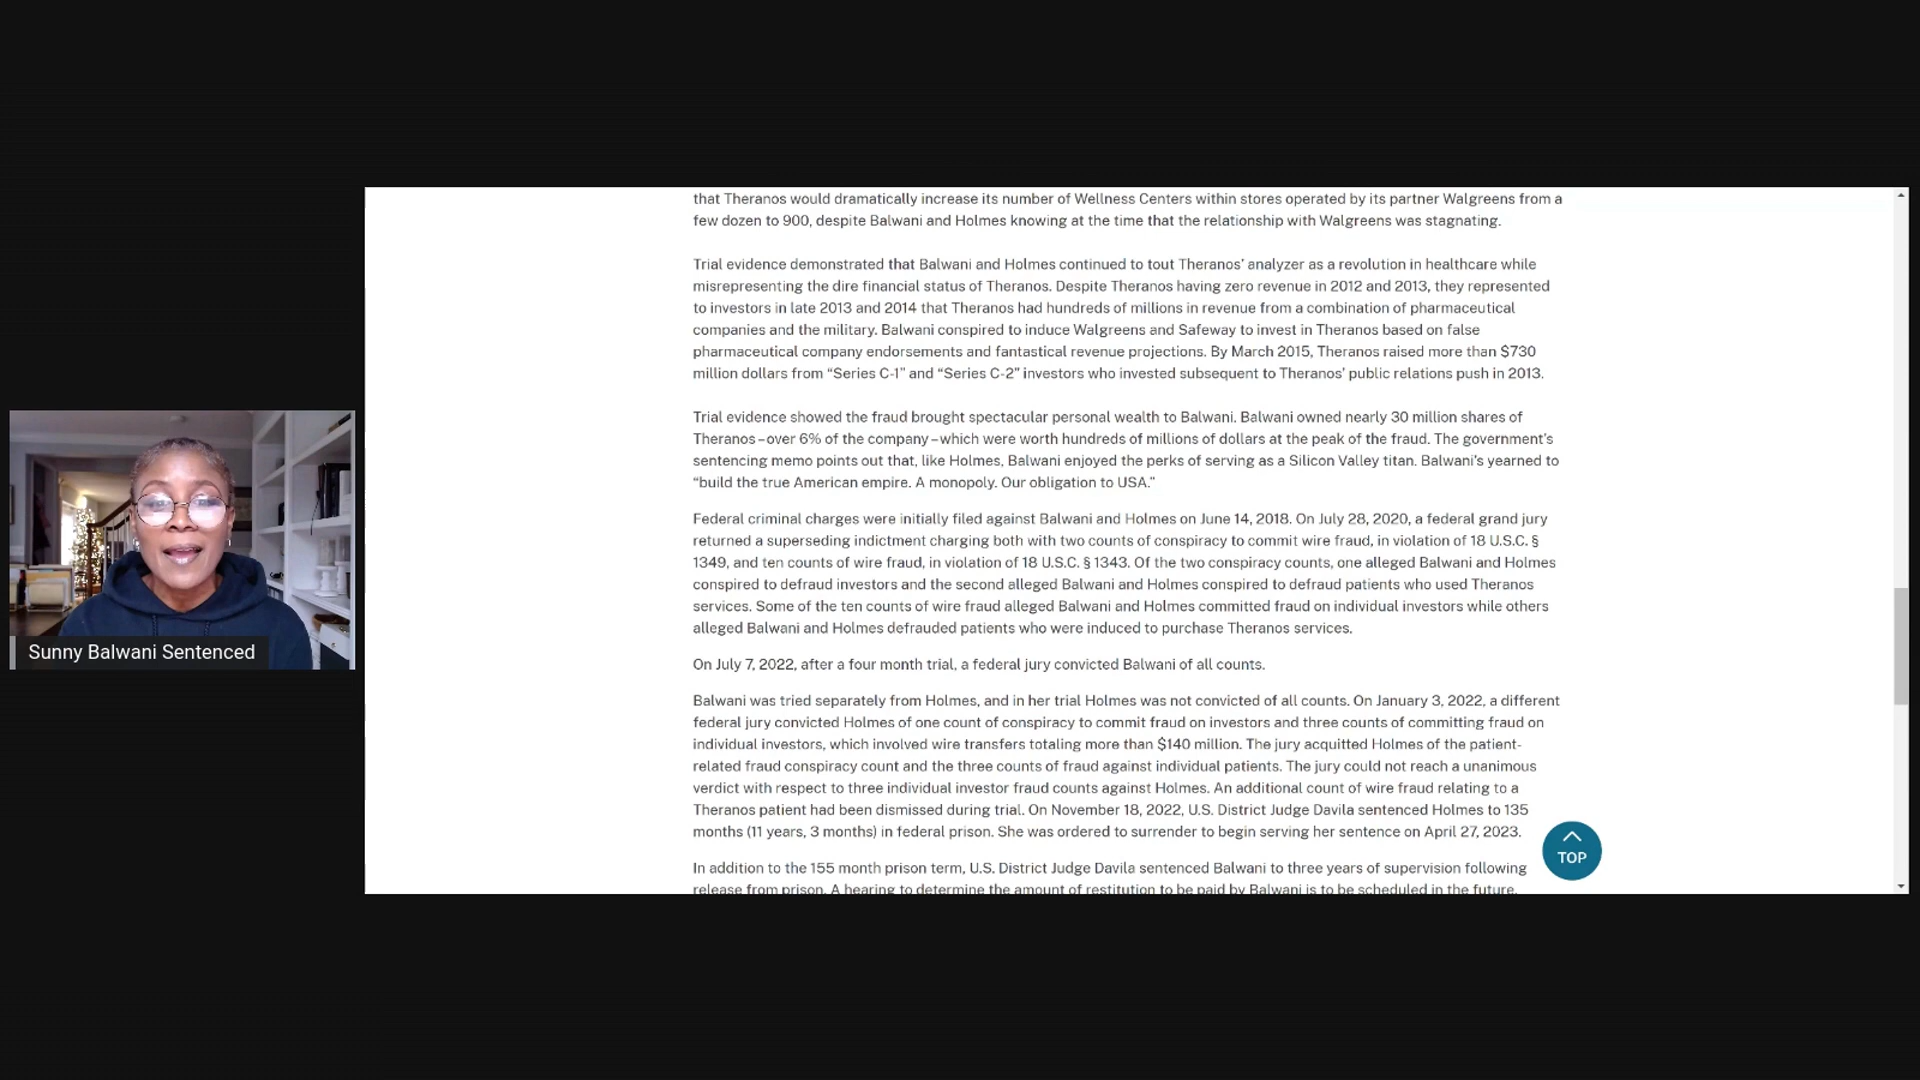 that Theranos would dramatically increase its number of Wellness Centers within stores operated by its partner Walgreens from a
few dozen to 900, despite Balwani and Holmes knowing at the time that the relationship with Walgreens was stagnating.
Trial evidence demonstrated that Balwani and Holmes continued to tout Theranos’ analyzer as a revolution in healthcare while
misrepresenting the dire financial status of Theranos. Despite Theranos having zero revenue in 2012 and 2013, they represented
to investors in late 2013 and 2014 that Theranos had hundreds of millions in revenue from a combination of pharmaceutical
companies and the military. Balwani conspired to induce Walgreens and Safeway to invest in Theranos based on false
pharmaceutical company endorsements and fantastical revenue projections. By March 2015, Theranos raised more than $730
million dollars from “Series C-1” and “Series C-2” investors who invested subsequent to Theranos’ public relations push in 2013.
Trial evidence showed the fraud brought spectacular personal wealth to Balwani. Balwani owned nearly 30 million shares of
Theranos – over 6% of the company – which were worth hundreds of millions of dollars at the peak of the fraud. The government’s
sentencing memo points out that, like Holmes, Balwani enjoyed the perks of serving as a Silicon Valley titan. Balwani’s yearned to
“build the true American empire. A monopoly. Our obligation to USA.”
Federal criminal charges were initially filed against Balwani and Holmes on June 14, 2018. On July 28, 2020, a federal grand jury
returned a superseding indictment charging both with two counts of conspiracy to commit wire fraud, in violation of 18 U.S.C. §
1349, and ten counts of wire fraud, in violation of 18 U.S.C. § 1343. Of the two conspiracy counts, one alleged Balwani and Holmes
conspired to defraud investors and the second alleged Balwani and Holmes conspired to defraud patients who used Theranos
services. Some of the ten counts of wire fraud alleged Balwani and Holmes committed fraud on individual investors while others
alleged Balwani and Holmes defrauded patients who were induced to purchase Theranos services.
Sunny Balwani Sentenced
On July 7, 2022, after a four month trial, a federal jury convicted Balwani of all counts.
Balwani was tried separately from Holmes, and in her trial Holmes was not convicted of all counts. On January 3, 2022, a different
federal jury convicted Holmes of one count of conspiracy to commit fraud on investors and three counts of committing fraud on
individual investors, which involved wire transfers totaling more than $140 million. The jury acquitted Holmes of the patient-
related fraud conspiracy count and the three counts of fraud against individual patients. The jury could not reach a unanimous
verdict with respect to three individual investor fraud counts against Holmes. An additional count of wire fraud relating to a
Theranos patient had been dismissed during trial. On November 18, 2022, U.S. District Judge Davila sentenced Holmes to 135
months (11 years, 3 months) in federal prison. She was ordered to surrender to begin serving her sentence on April 27, 2023.
TOP
In addition to the 155 month prison term, U.S. District Judge Davila sentenced Balwani to three years of supervision following
release from prison. A hearing to determine the amount of restitution to be paid by Balwani is to be scheduled in the future.